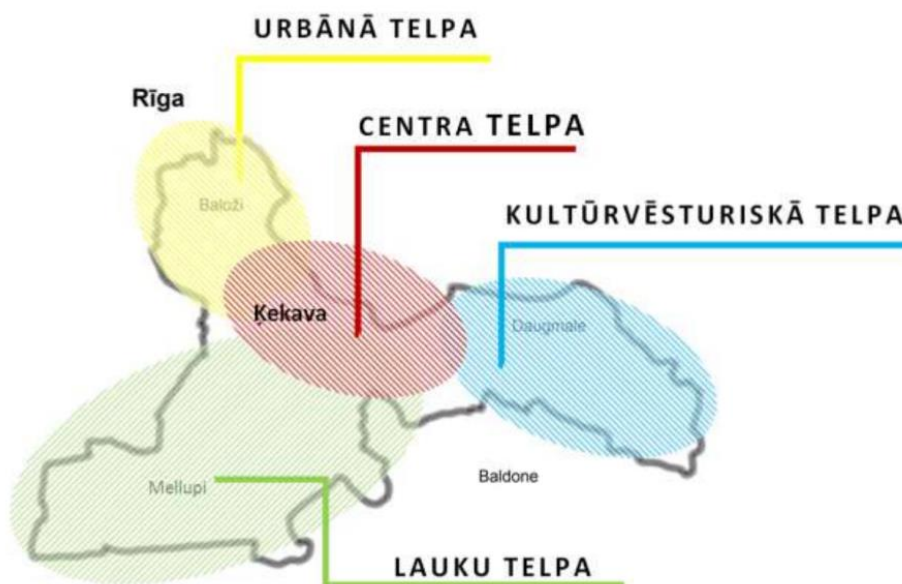 URBĀNĀ TELPA
Rīga
CENTRA TELPA
Baloži
KULTŪRVĒSTURISKĀ TELPA
Ķekava
Daugmale
Mellupi
Baldone
LAUKU TELPA